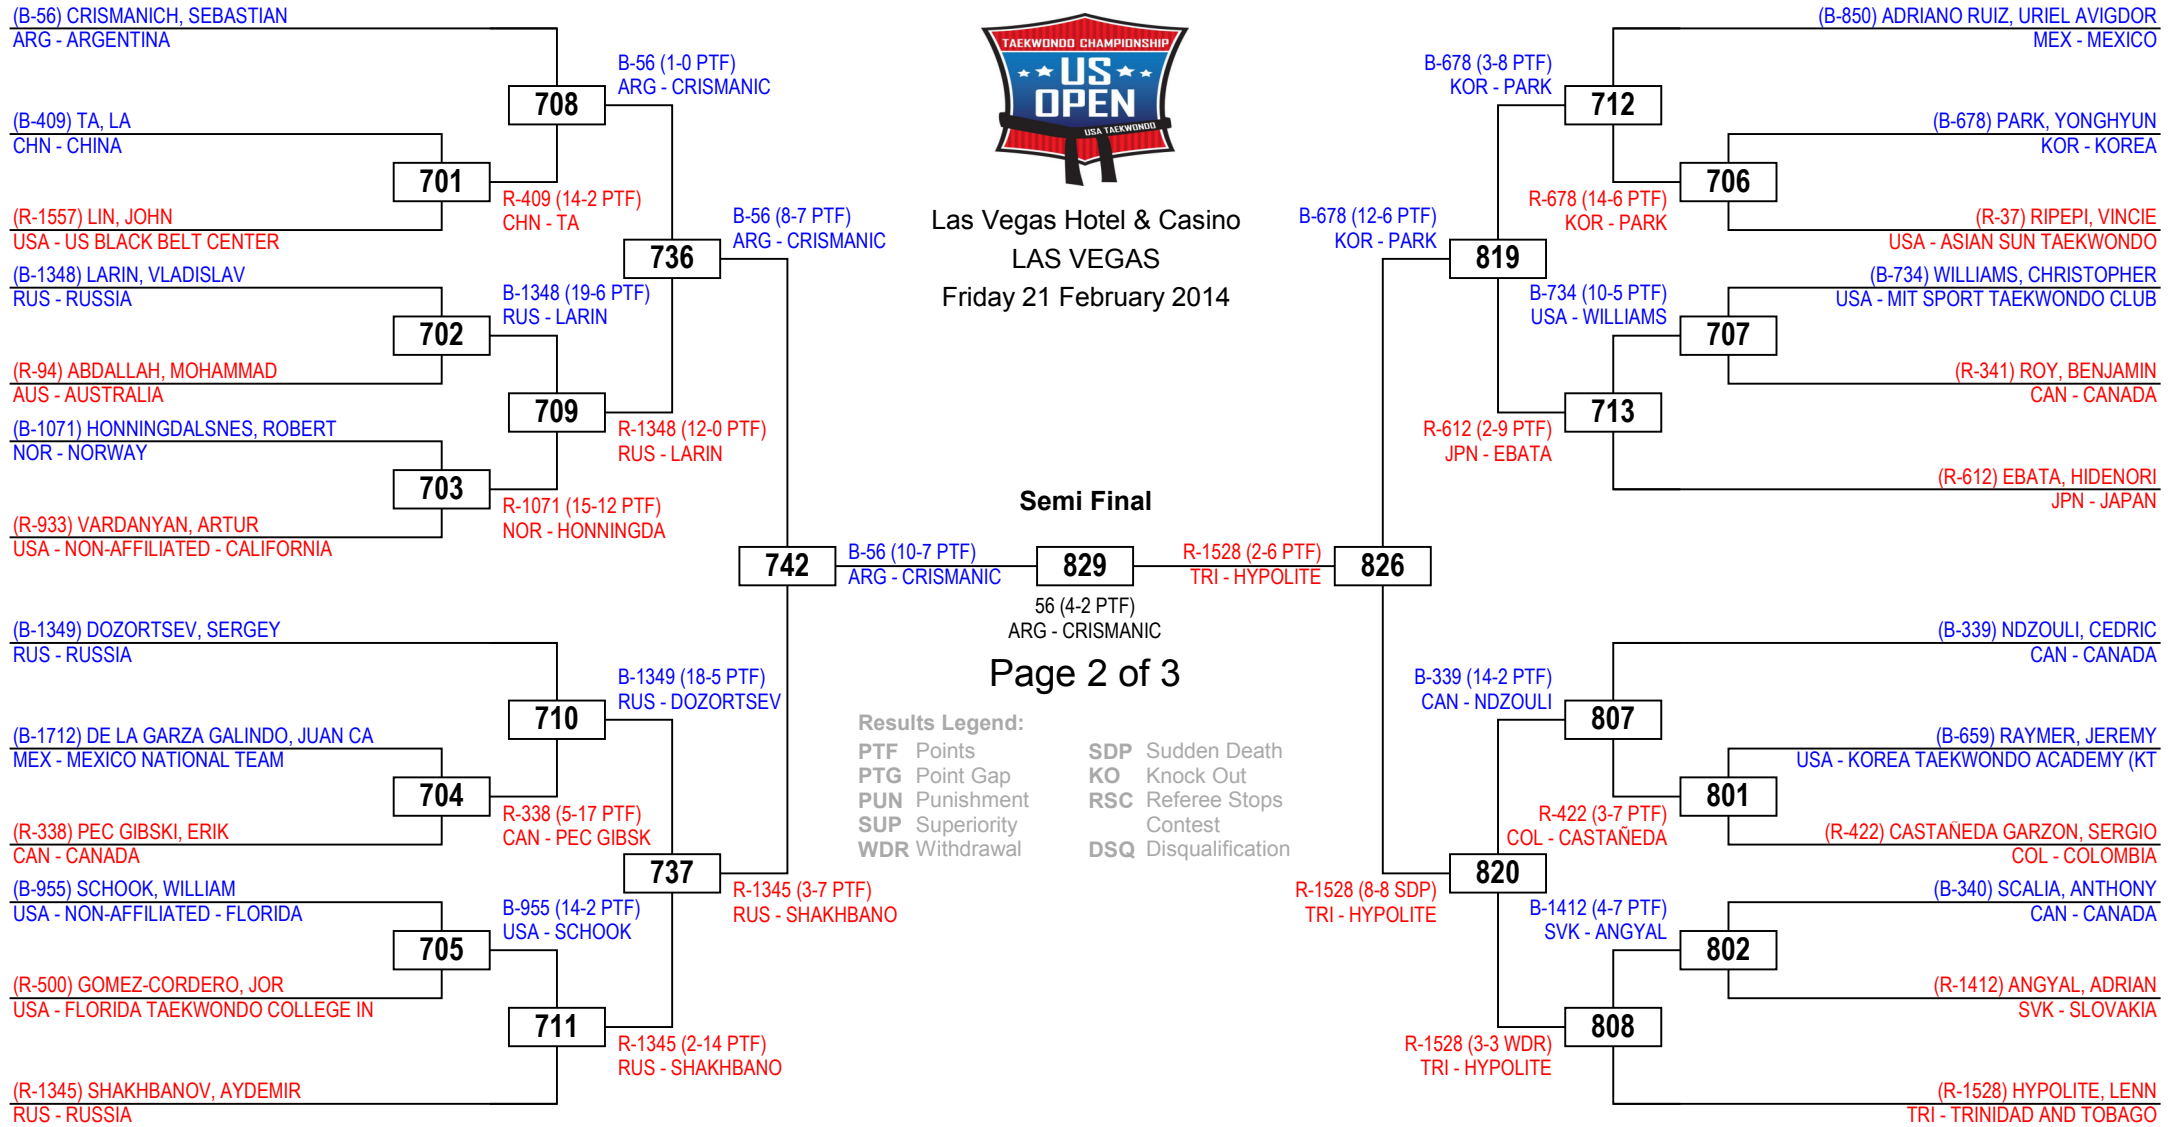 (B-56) CRISMANICH, SEBASTIAN
ARG - ARGENTINA
(B-409) TA, LA
CHN - CHINA
(R-1557) LIN, JOHN
USA - US BLACK BELT CENTER
(B-1348) LARIN, VLADISLAV
RUS - RUSSIA
(R-94) ABDALLAH, MOHAMMAD
AUS - AUSTRALIA
(B-1071) HONNINGDALSNES, ROBERT
NOR - NORWAY
(R-933) VARDANYAN, ARTUR
USA - NON-AFFILIATED - CALIFORNIA
(B-1349) DOZORTSEV, SERGEY
RUS - RUSSIA
(B-1712) DE LA GARZA GALINDO, JUAN CA
MEX - MEXICO NATIONAL TEAM
(R-338) PEC GIBSKI, ERIK
CAN - CANADA
(B-955) SCHOOK, WILLIAM
USA - NON-AFFILIATED - FLORIDA
(R-500) GOMEZ-CORDERO, JOR
USA - FLORIDA TAEKWONDO COLLEGE IN
(R-1345) SHAKHBANOV, AYDEMIR
RUS - RUSSIA
701
702
703
704
705
R-409 (14-2 PTF)
CHN - TA
B-1348 (19-6 PTF)
RUS - LARIN
R-1071 (15-12 PTF)
NOR - HONNINGDA
R-338 (5-17 PTF)
CAN - PEC GIBSK
B-955 (14-2 PTF)
USA - SCHOOK
708
709
710
711
B-56 (1-0 PTF)
ARG - CRISMANIC
R-1348 (12-0 PTF)
RUS - LARIN
B-1349 (18-5 PTF)
RUS - DOZORTSEV
R-1345 (2-14 PTF)
RUS - SHAKHBANO
736
737
B-56 (8-7 PTF)
ARG - CRISMANIC
R-1345 (3-7 PTF)
RUS - SHAKHBANO
742
B-56 (10-7 PTF)
ARG - CRISMANIC
TAEKWONDO CHAMPIONSHIP
US
OPEN
USA TAEKWONDO
Las Vegas Hotel & Casino
LAS VEGAS
Friday 21 February 2014
Semi Final
829
56 (4-2 PTF)
ARG - CRISMANIC
Page 2 of 3
Results Legend:
PTF Points
PTG Point Gap
PUN Punishment
SUP Superiority
WDR Withdrawal
SDP Sudden Death
KO Knock Out
RSC Referee Stops
Contest
DSQ Disqualification
R-1528 (2-6 PTF)
TRI - HYPOLITE
826
B-678 (12-6 PTF)
KOR - PARK
R-1528 (8-8 SDP)
TRI - HYPOLITE
819
820
B-678 (3-8 PTF)
KOR - PARK
R-612 (2-9 PTF)
JPN - EBATA
B-339 (14-2 PTF)
CAN - NDZOULI
R-1528 (3-3 WDR)
TRI - HYPOLITE
712
713
807
808
R-678 (14-6 PTF)
KOR - PARK
B-734 (10-5 PTF)
USA - WILLIAMS
R-422 (3-7 PTF)
COL - CASTAÑEDA
B-1412 (4-7 PTF)
SVK - ANGYAL
706
707
801
802
(B-850) ADRIANO RUIZ, URIEL AVIGDOR
MEX - MEXICO
(B-678) PARK, YONGHYUN
KOR - KOREA
(R-37) RIPEPI, VINCIE
USA - ASIAN SUN TAEKWONDO
(B-734) WILLIAMS, CHRISTOPHER
USA - MIT SPORT TAEKWONDO CLUB
(R-341) ROY, BENJAMIN
CAN - CANADA
(R-612) EBATA, HIDENORI
JPN - JAPAN
(B-339) NDZOULI, CEDRIC
CAN - CANADA
(B-659) RAYMER, JEREMY
USA - KOREA TAEKWONDO ACADEMY (KT
(R-422) CASTAÑEDA GARZON, SERGIO
COL - COLOMBIA
(B-340) SCALIA, ANTHONY
CAN - CANADA
(R-1412) ANGYAL, ADRIAN
SVK - SLOVAKIA
(R-1528) HYPOLITE, LENN
TRI - TRINIDAD AND TOBAGO